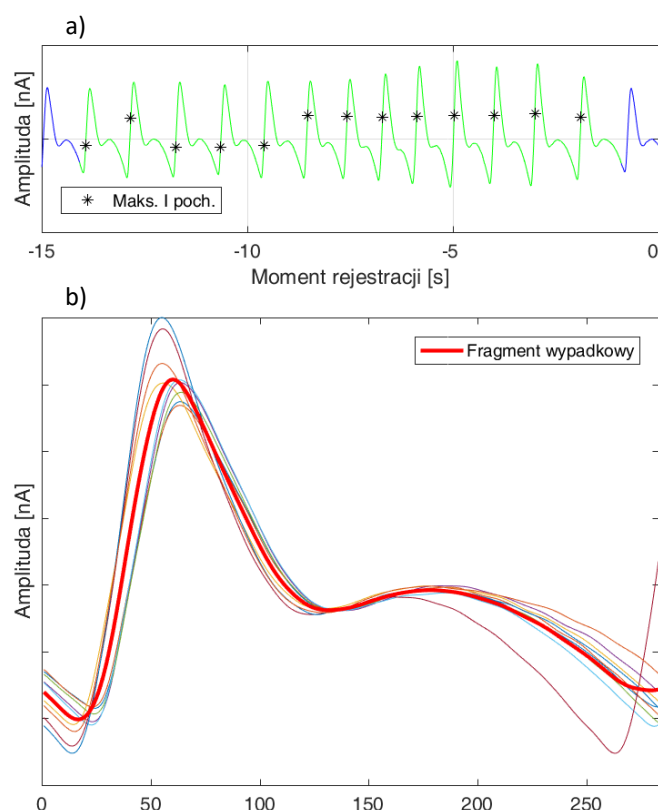 a)
Amplituda [nA]
Maks. I poch.
-15
-10
-5
0
Moment rejestracji [s]
b)
Amplituda [nA]
Fragment wypadkowy
0
50
100
150
200
250